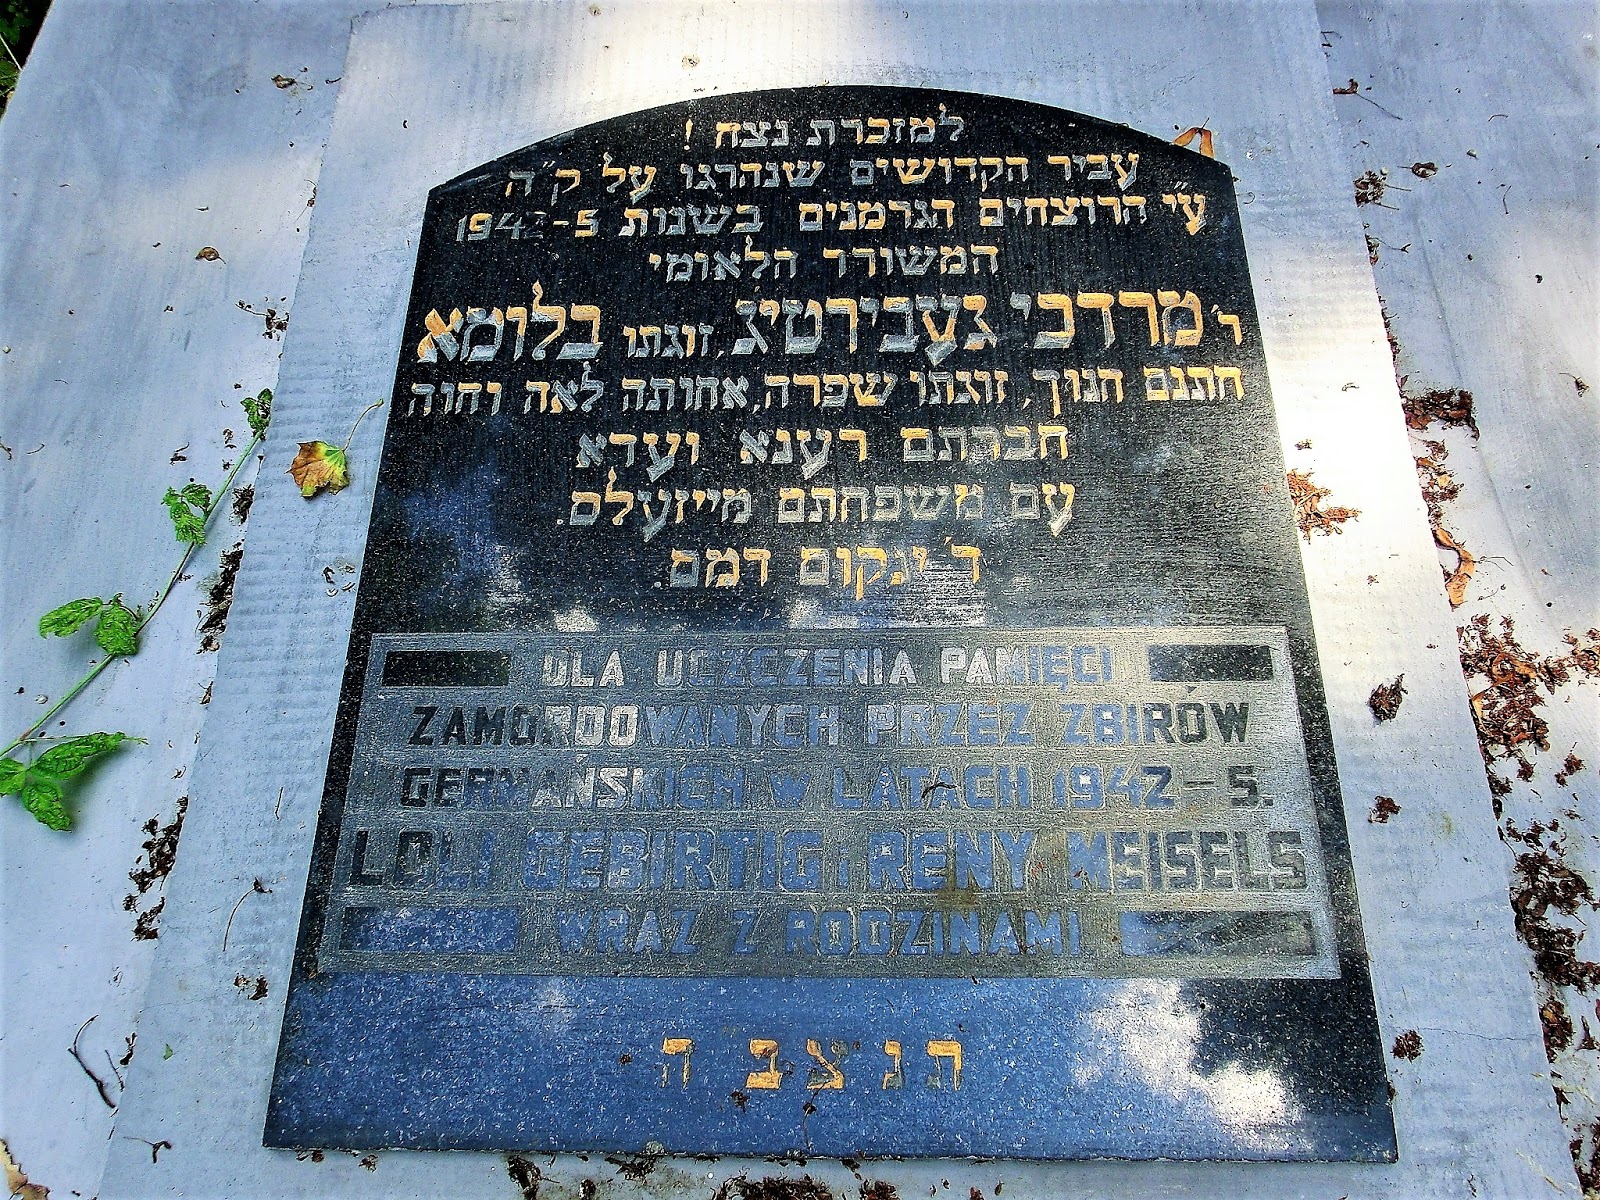 למזכרת נצח !
עביר הקדושים שנהרגו על ק"ה
ע"י הרוצחים הגרמנים בשנות 1942-5
המשורר הלאומי
ר' מרדכי געבירטיג, זוגתו בלומא
חתנם חנוך, זוגתו שפרה, אחותה לאה וחוה
חברתם רענא ועדא
עם משפחתם מייזעלס.
ד' ינקום דמם.
DLA UCZCZENIA PAMIĘCI
ZAMORDOWANYCH PRZEZ ZBIRÓW
GERMAŃSKICH W LATACH 1942-5.
LOLI GEBIRTIG, RENY MEISELS
WRAZ Z RODZINAMI.
ת נ צ ב ה